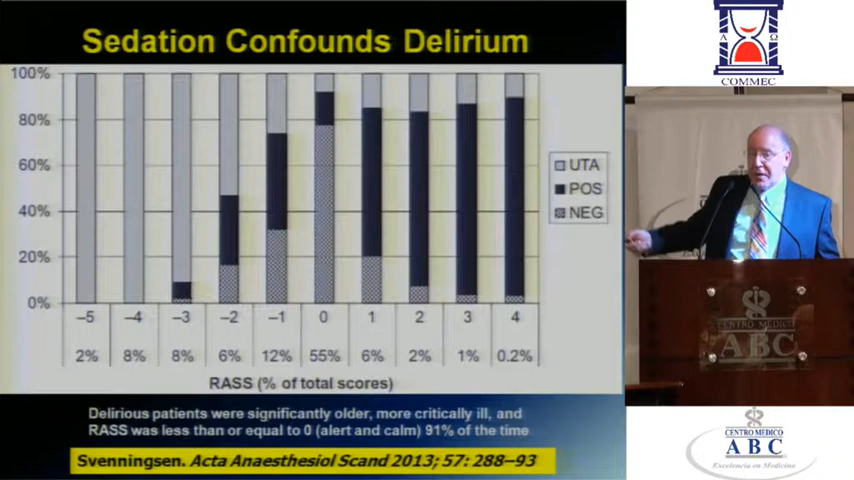 Sedation Confounds Delirium
100%
80%
60%
40%
20%
0%
UTA
POS
NEG
–5 –4 –3 –2 –1 0 1 2 3 4
2% 8% 8% 6% 12% 55% 6% 2% 1% 0.2%
RASS (% of total scores)
Delirious patients were significantly older, more critically ill, and
RASS was less than or equal to 0 (alert and calm) 91% of the time
Svenningsen. Acta Anaesthesiol Scand 2013; 57: 288–93
Α Ω
COMMEC
CENTRO MEDICO
ABC
CENTRO MEDICO
ABC
Excelencia en Medicina